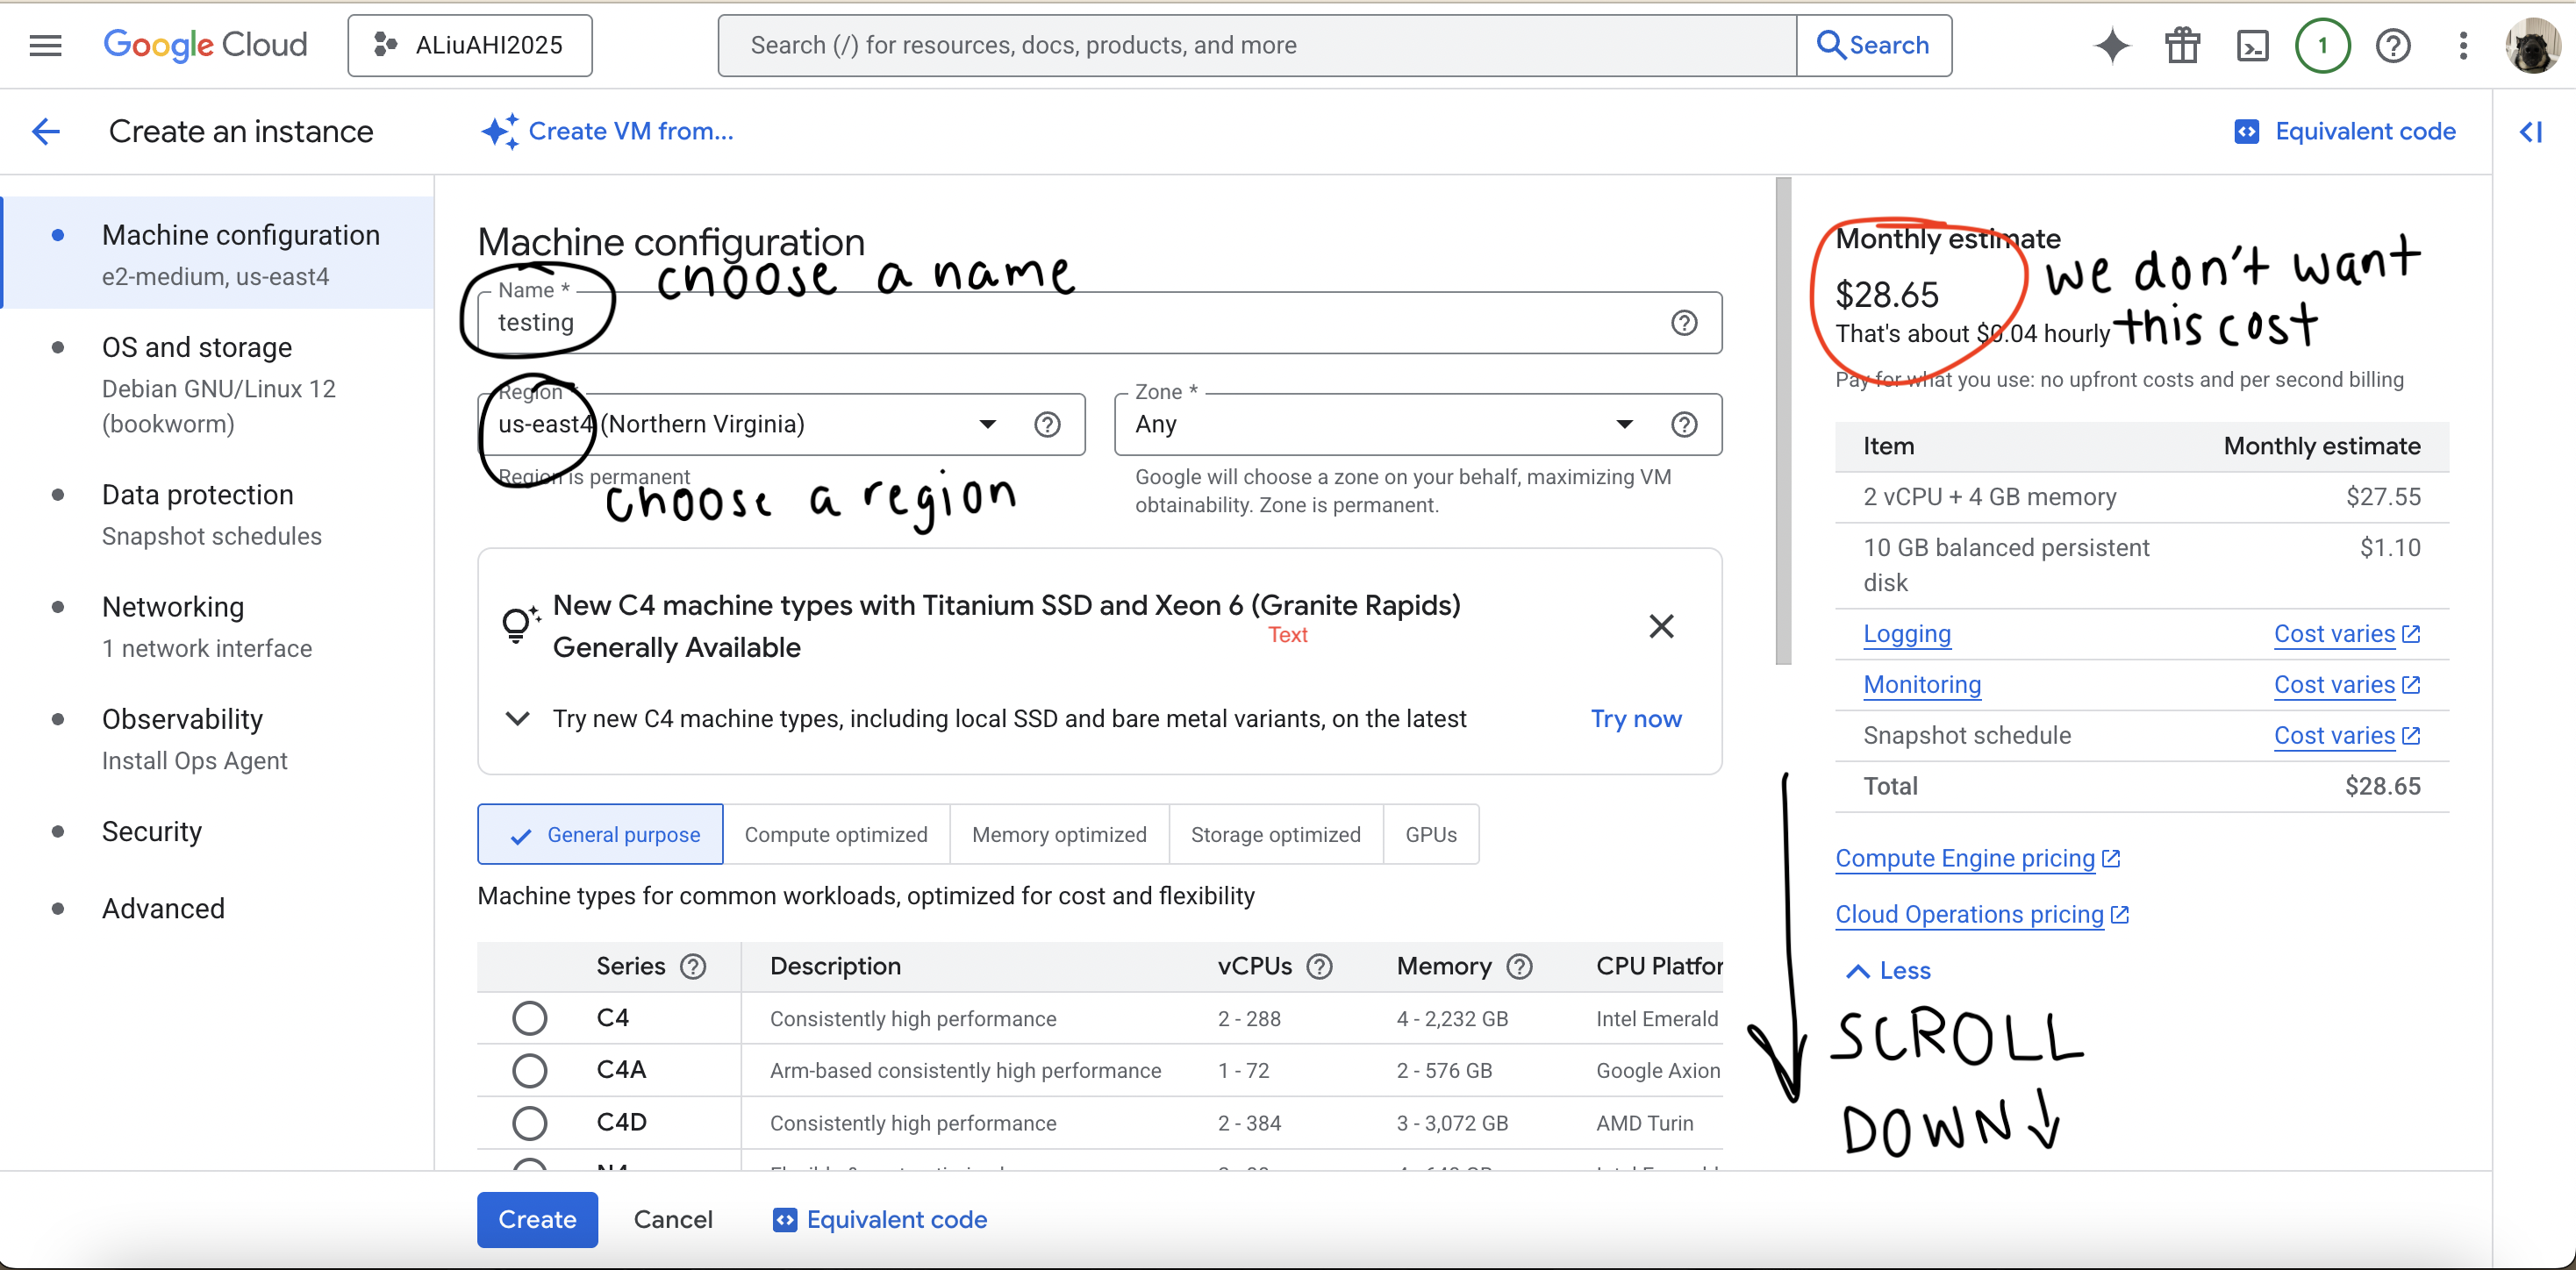 Google Cloud
ALiuAHI2025
Search (/) for resources, docs, products, and more
Search
1
Create an instance
Create VM from...
Equivalent code
Machine configuration
e2-medium, us-east4
OS and storage
Debian GNU/Linux 12
(bookworm)
Data protection
Snapshot schedules
Networking
1 network interface
Observability
Install Ops Agent
Security
Advanced
Machine configuration
choose a name
Name *
testing
Region *
us-east4 (Northern Virginia)
Region is permanent
choose a region
Zone *
Any
Google will choose a zone on your behalf, maximizing VM
obtainability. Zone is permanent.
New C4 machine types with Titanium SSD and Xeon 6 (Granite Rapids)
Text
Generally Available
Try new C4 machine types, including local SSD and bare metal variants, on the latest
Try now
General purpose
Compute optimized
Memory optimized
Storage optimized
GPUs
Machine types for common workloads, optimized for cost and flexibility
Series Description vCPUs Memory CPU Platfor
C4 Consistently high performance 2 - 288 4 - 2,232 GB Intel Emerald
C4A Arm-based consistently high performance 1 - 72 2 - 576 GB Google Axion
C4D Consistently high performance 2 - 384 3 - 3,072 GB AMD Turin
Create
Cancel
Equivalent code
Monthly estimate
$28.65
That's about $0.04 hourly
we don't want
this cost
Pay for what you use: no upfront costs and per second billing
Item Monthly estimate
2 vCPU + 4 GB memory $27.55
10 GB balanced persistent $1.10
disk
Logging Cost varies
Monitoring Cost varies
Snapshot schedule Cost varies
Total $28.65
Compute Engine pricing
Cloud Operations pricing
Less
SCROLL
DOWN